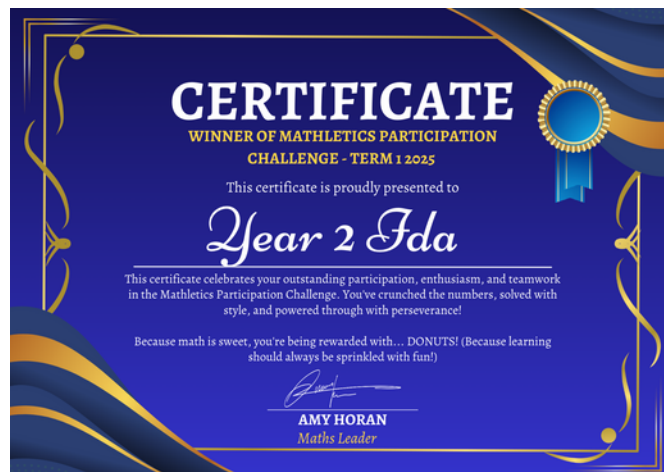 CERTIFICATE
WINNER OF MATHLETICS PARTICIPATION
CHALLENGE - TERM 1 2025
This certificate is proudly presented to
Year 2 Ida
This certificate celebrates your outstanding participation, enthusiasm, and teamwork
in the Mathletics Participation Challenge. You've crunched the numbers, solved with
style, and powered through with perseverance!
Because math is sweet, you're being rewarded with... DONUTS! (Because learning
should always be sprinkled with fun!)
AMY HORAN
Maths Leader